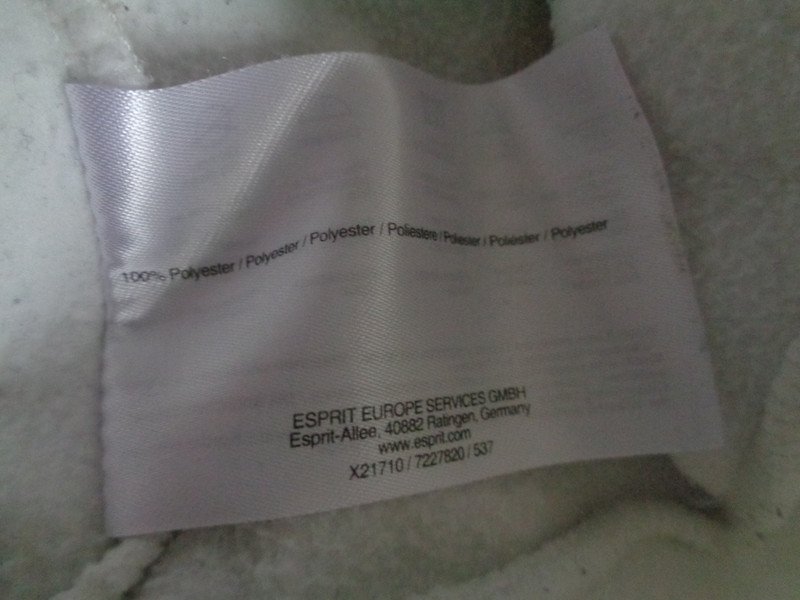 100% Polyester / Polyester / Polyester / Poliestere / Poliester / Poliester / Polyester
ESPRIT EUROPE SERVICES GMBH
Esprit-Allee, 40882 Ratingen, Germany
www.esprit.com
X21710 / 7227820 / 537